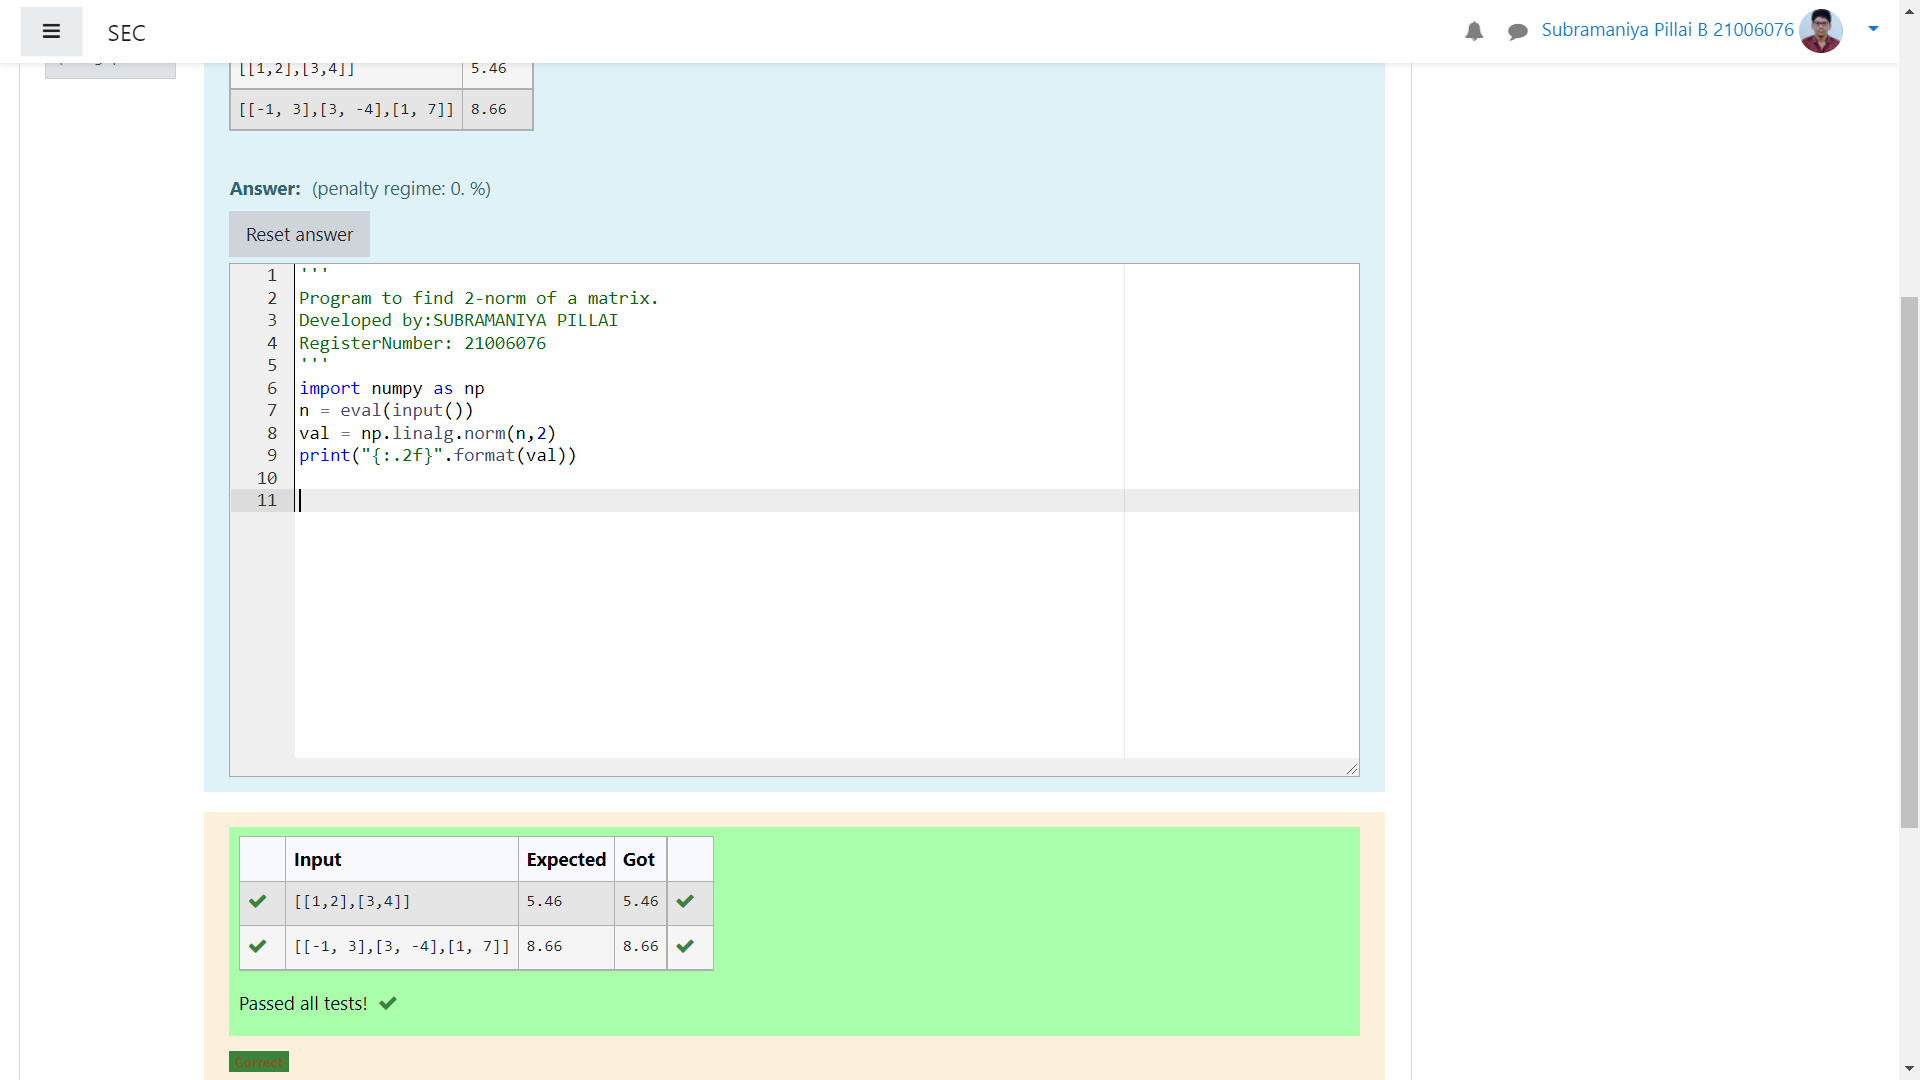 SEC
Subramaniya Pillai B 21006076
[[1,2],[3,4]] 5.46
[[-1, 3],[3, -4],[1, 7]] 8.66
Answer: (penalty regime: 0. %)
Reset answer
1 '''
2 Program to find 2-norm of a matrix.
3 Developed by:SUBRAMANIYA PILLAI
4 RegisterNumber: 21006076
5 '''
6 import numpy as np
7 n = eval(input())
8 val = np.linalg.norm(n,2)
9 print("{:.2f}".format(val))
10
11
Input Expected Got
[[1,2],[3,4]] 5.46 5.46
[[-1, 3],[3, -4],[1, 7]] 8.66 8.66
Passed all tests!
Correct